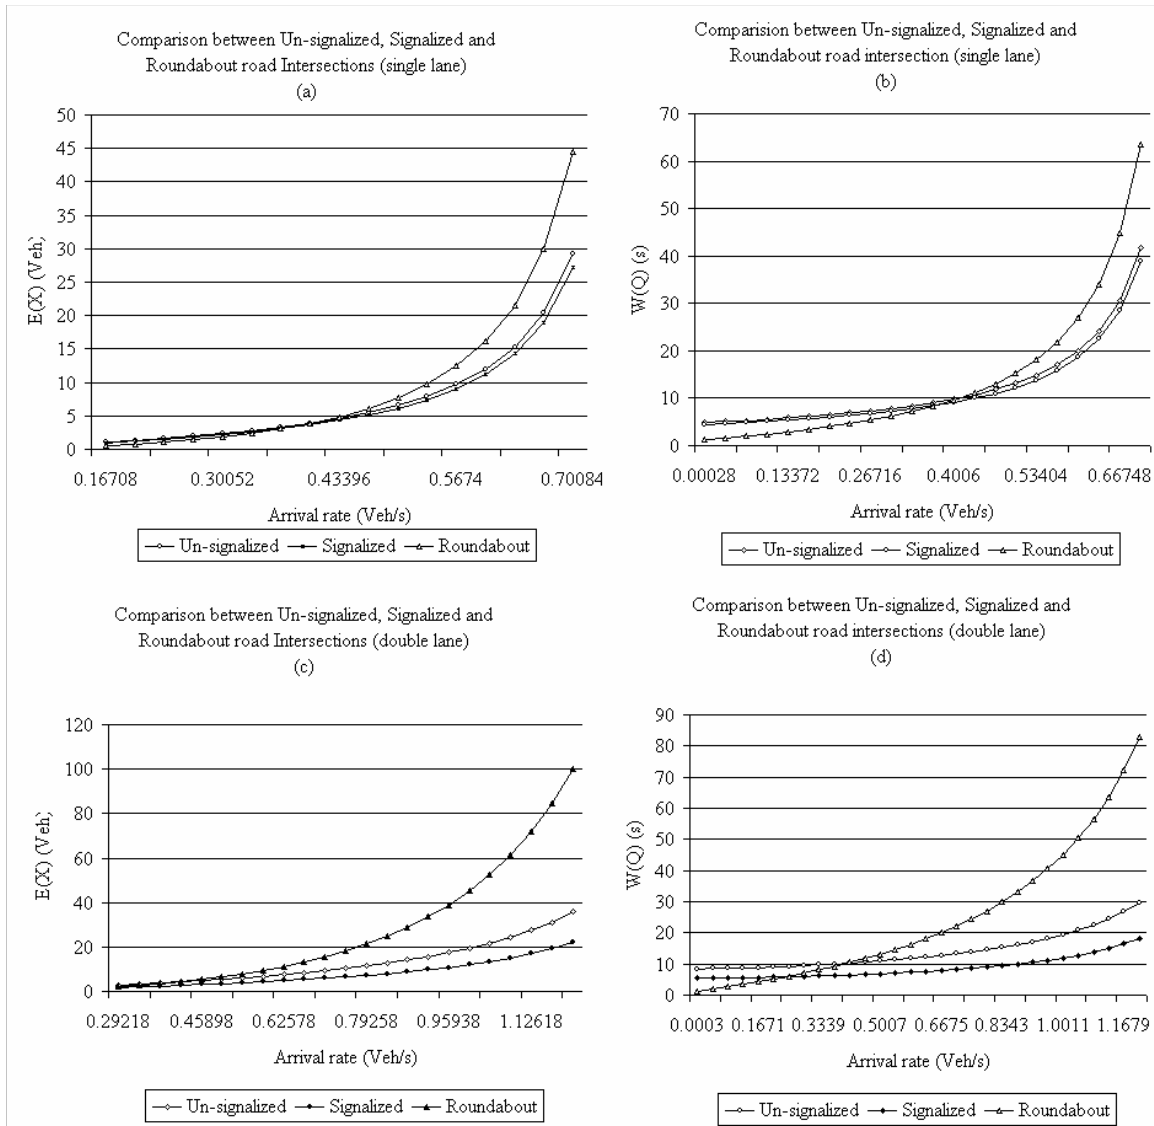 Comparison between Un-signalized, Signalized and
Roundabout road Intersections (single lane)
(a)
50
45
40
35
30
25
20
15
10
5
0
E(X) (Veh)
0.16708 0.30052 0.43396 0.5674 0.70084
Arrival rate (Veh/s)
Un-signalized Signalized Roundabout
Comparision between Un-signalized, Signalized and
Roundabout road intersection (single lane)
(b)
70
60
50
40
30
20
10
0
W(Q) (s)
0.00028 0.13372 0.26716 0.4006 0.53404 0.66748
Arrival rate (Veh/s)
Un-signalized Signalized Roundabout
Comparison between Un-signalized, Signalized and
Roundabout road Intersections (double lane)
(c)
120
100
80
60
40
20
0
E(X) (Veh)
0.29218 0.45898 0.62578 0.79258 0.95938 1.12618
Arrival rate (Veh/s)
Un-signalized Signalized Roundabout
Comparison between Un-signalized, Signalized and
Roundabout road intersections (double lane)
(d)
90
80
70
60
50
40
30
20
10
0
W(Q) (s)
0.0003 0.1671 0.3339 0.5007 0.6675 0.8343 1.0011 1.1679
Arrival rate (Veh/s)
Un-signalized Signalized Roundabout